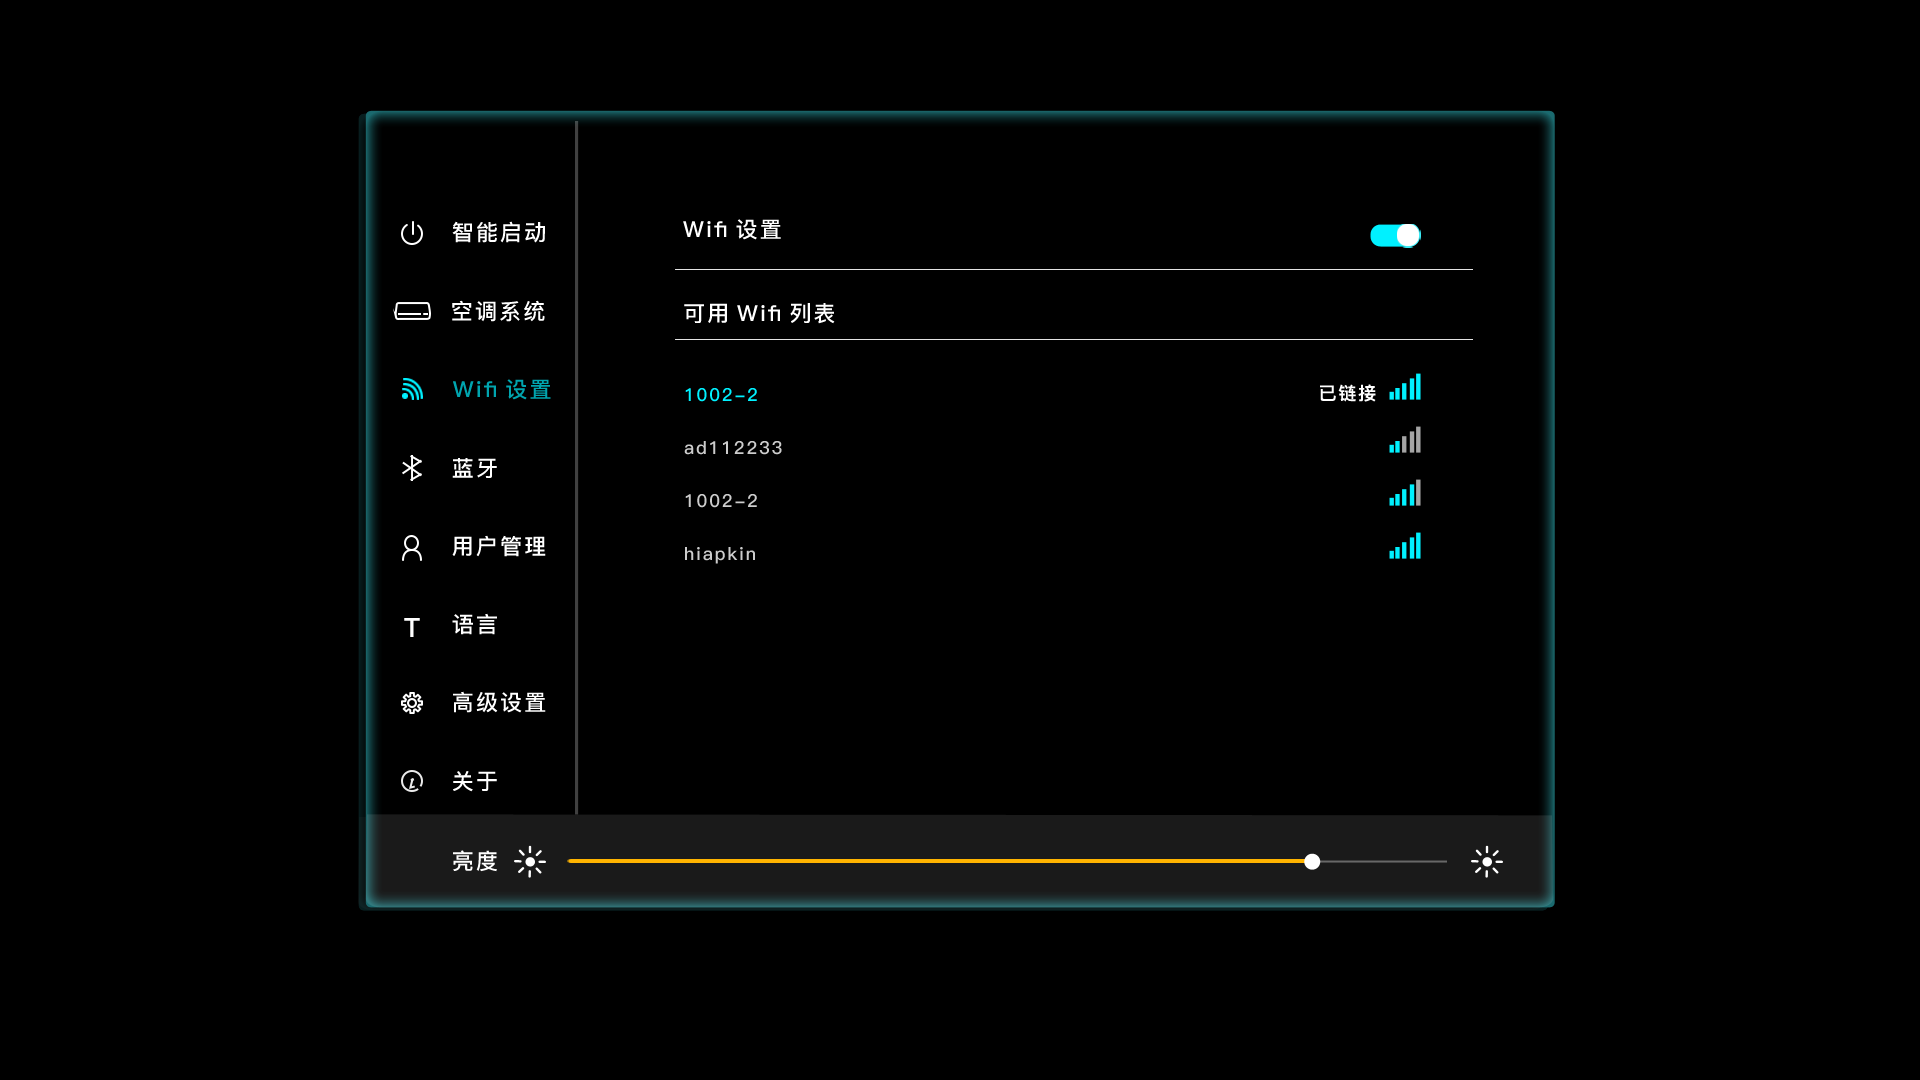 智能启动
空调系统
Wifi 设置
蓝牙
用户管理
T 语言
高级设置
关于
Wifi 设置
可用 Wifi 列表
1002-2 已链接
ad112233
1002-2
hiapkin
亮度